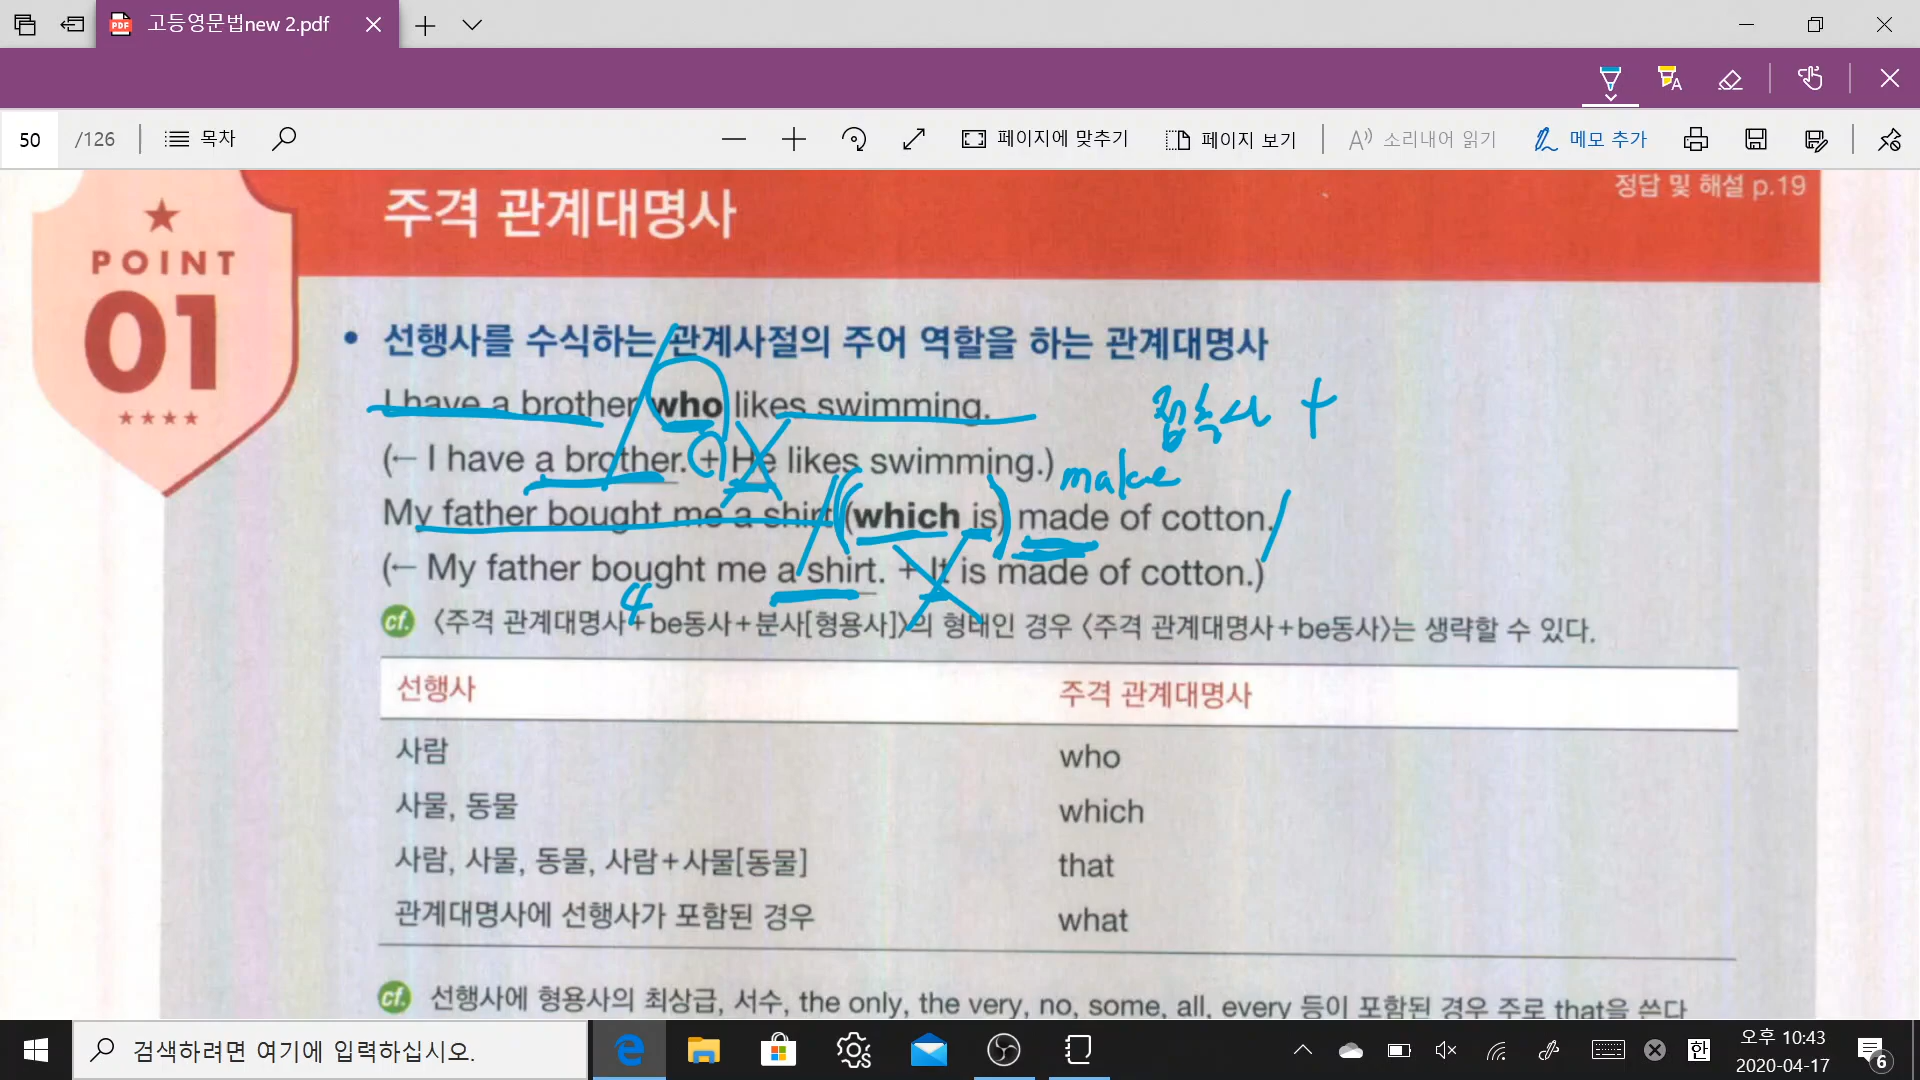 고등영문법new 2.pdf
50 /126 목차 페이지에 맞추기 페이지 보기 소리내어 읽기 메모 추가
정답 및 해설 p.19
POINT 01
주격 관계대명사
• 선행사를 수식하는 관계사절의 주어 역할을 하는 관계대명사
I have a brother who likes swimming.
접속사 +
(← I have a brother. + He likes swimming.)
make
My father bought me a shirt (which is) made of cotton.
(← My father bought me a shirt. + It is made of cotton.)
cf. 〈주격 관계대명사+be동사+분사[형용사]〉의 형태인 경우 〈주격 관계대명사+be동사〉는 생략할 수 있다.
선행사 주격 관계대명사
사람 who
사물, 동물 which
사람, 사물, 동물, 사람+사물[동물] that
관계대명사에 선행사가 포함된 경우 what
cf. 선행사에 형용사의 최상급, 서수, the only, the very, no, some, all, every 등이 포함된 경우 주로 that을 쓴다
검색하려면 여기에 입력하십시오.
한
오후 10:43
2020-04-17
6